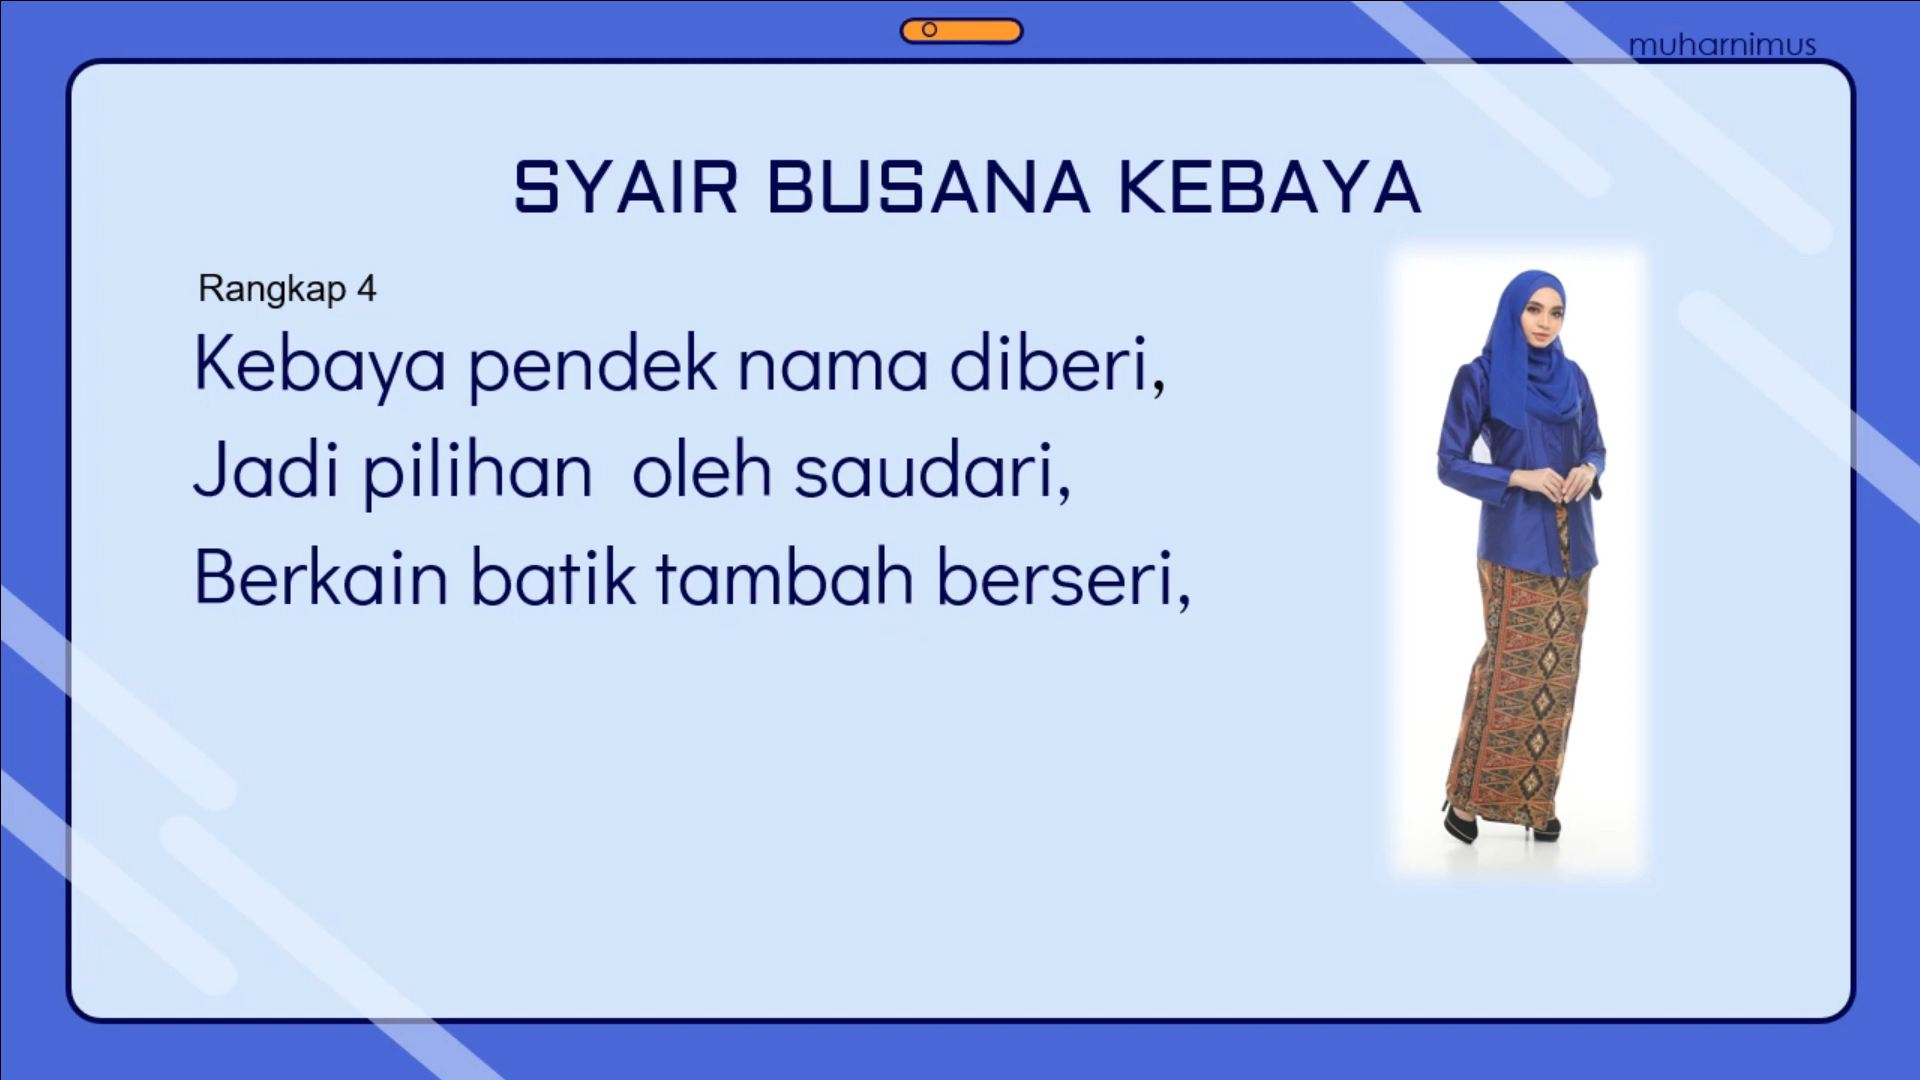 muharnimus
SYAIR BUSANA KEBAYA
Rangkap 4
Kebaya pendek nama diberi,
Jadi pilihan oleh saudari,
Berkain batik tambah berseri,